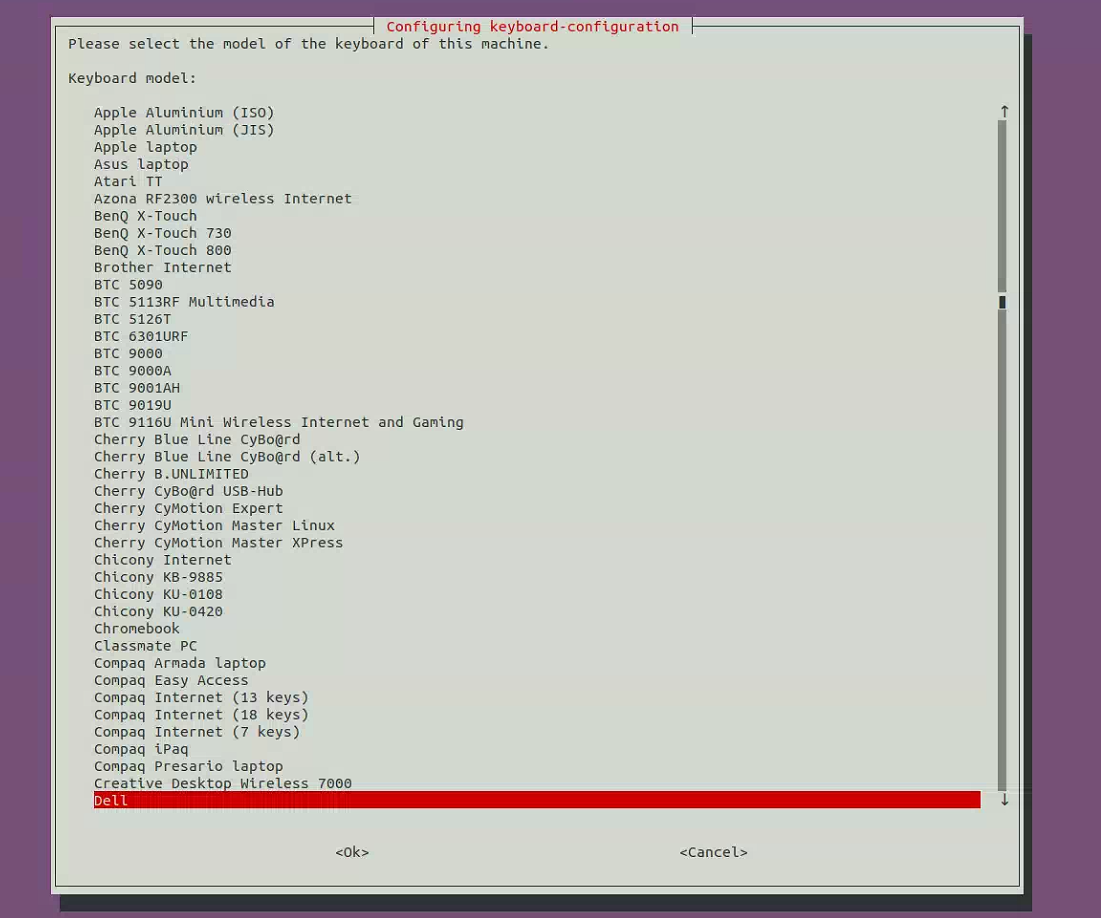 Configuring keyboard-configuration
Please select the model of the keyboard of this machine.
Keyboard model:
Apple Aluminium (ISO)
Apple Aluminium (JIS)
Apple laptop
Asus laptop
Atari TT
Azona RF2300 wireless Internet
BenQ X-Touch
BenQ X-Touch 730
BenQ X-Touch 800
Brother Internet
BTC 5090
BTC 5113RF Multimedia
BTC 5126T
BTC 6301URF
BTC 9000
BTC 9000A
BTC 9001AH
BTC 9019U
BTC 9116U Mini Wireless Internet and Gaming
Cherry Blue Line CyBo@rd
Cherry Blue Line CyBo@rd (alt.)
Cherry B.UNLIMITED
Cherry CyBo@rd USB-Hub
Cherry CyMotion Expert
Cherry CyMotion Master Linux
Cherry CyMotion Master XPress
Chicony Internet
Chicony KB-9885
Chicony KU-0108
Chicony KU-0420
Chromebook
Classmate PC
Compaq Armada laptop
Compaq Easy Access
Compaq Internet (13 keys)
Compaq Internet (18 keys)
Compaq Internet (7 keys)
Compaq iPaq
Compaq Presario laptop
Creative Desktop Wireless 7000
Dell
<Ok> <Cancel>